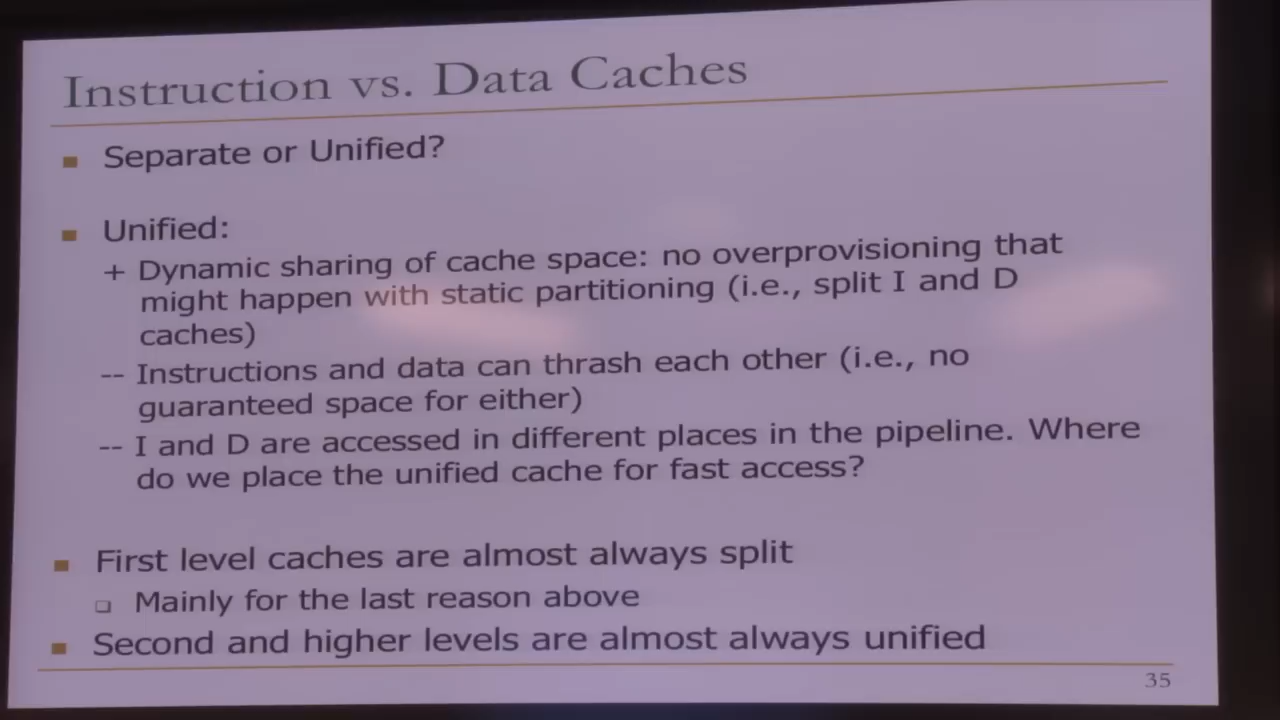 Instruction vs. Data Caches
Separate or Unified?
Unified:
+ Dynamic sharing of cache space: no overprovisioning that
might happen with static partitioning (i.e., split I and D
caches)
-- Instructions and data can thrash each other (i.e., no
guaranteed space for either)
-- I and D are accessed in different places in the pipeline. Where
do we place the unified cache for fast access?
First level caches are almost always split
Mainly for the last reason above
Second and higher levels are almost always unified
35